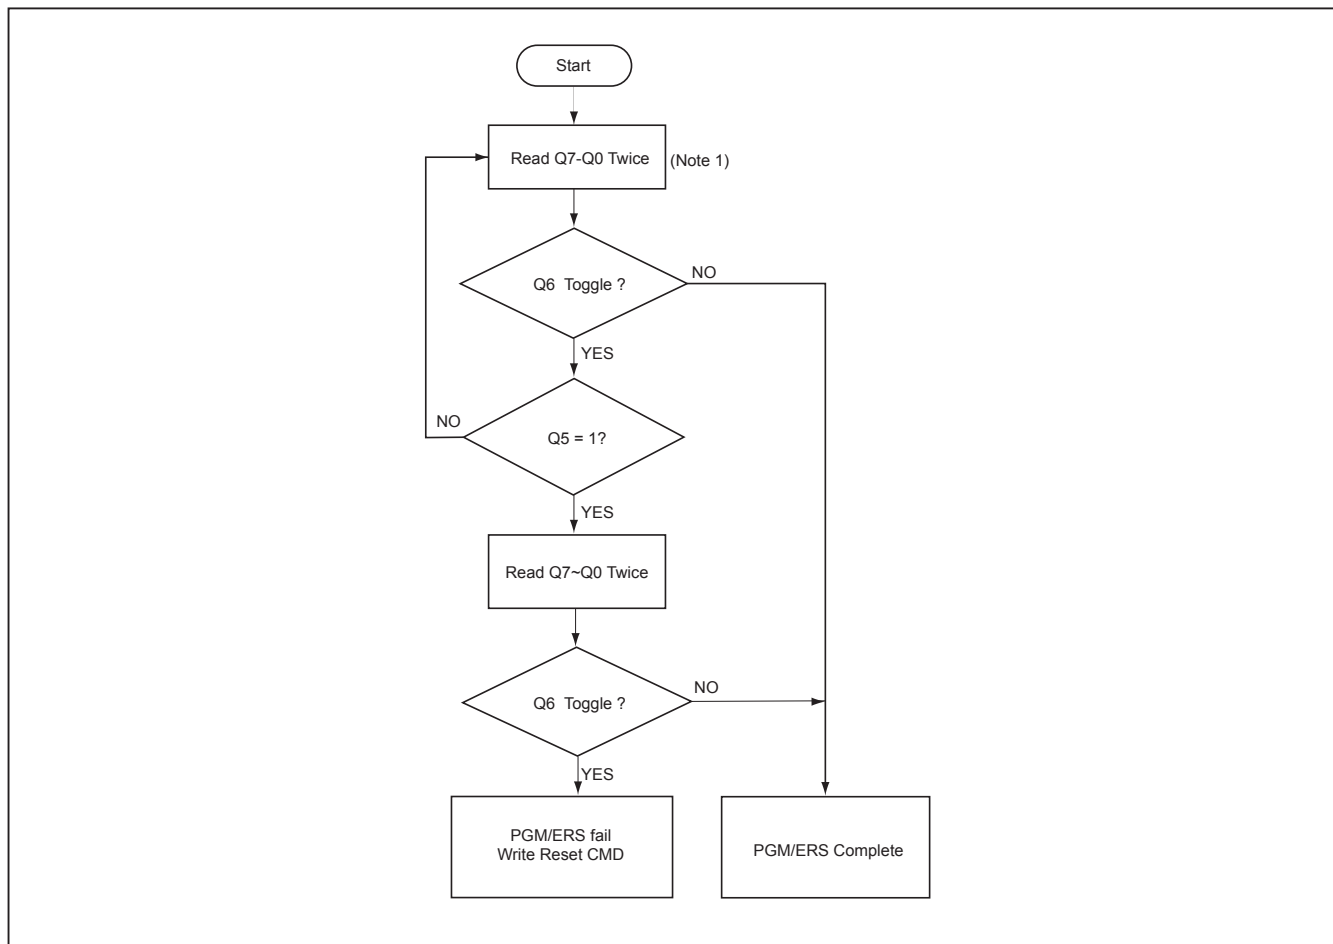 Start
Read Q7-Q0 Twice
(Note 1)
Q6 Toggle ?
NO
YES
NO
Q5 = 1?
YES
Read Q7~Q0 Twice
Q6 Toggle ?
NO
YES
PGM/ERS fail
Write Reset CMD
PGM/ERS Complete